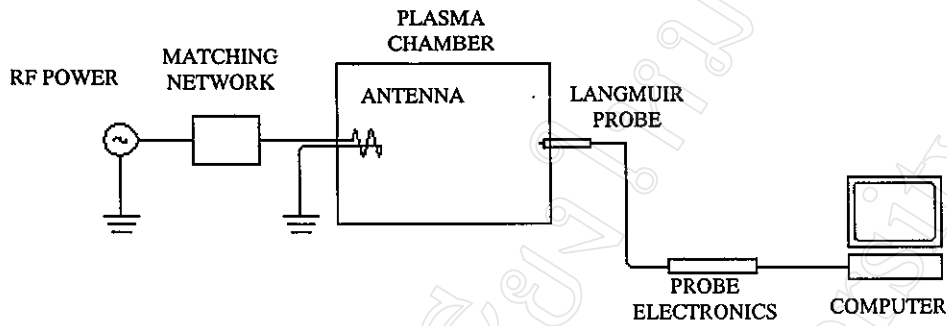 PLASMA
CHAMBER
MATCHING
NETWORK
RF POWER
ANTENNA
LANGMUIR
PROBE
PROBE
ELECTRONICS
COMPUTER